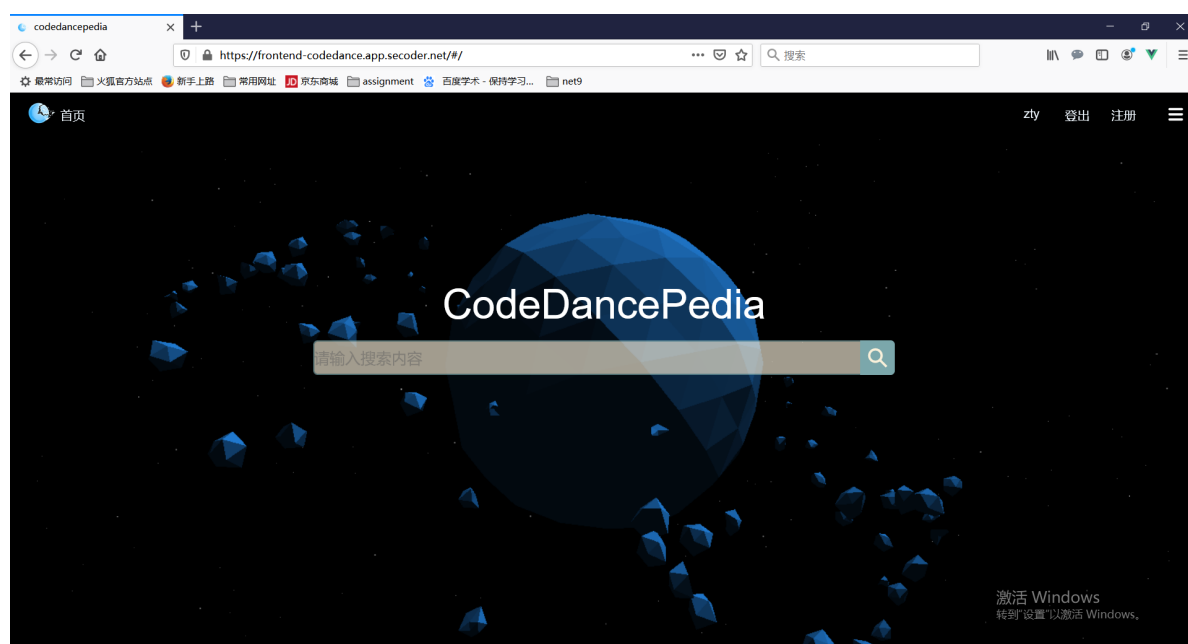 codedancepedia
https://frontend-codedance.app.secoder.net/#/
搜索
最常访问 火狐官方站点 新手上路 常用网址 JD 京东商城 assignment 百度学术 - 保持学习... net9
首页 zty 登出 注册
CodeDancePedia
请输入搜索内容
激活 Windows
转到"设置"以激活 Windows。